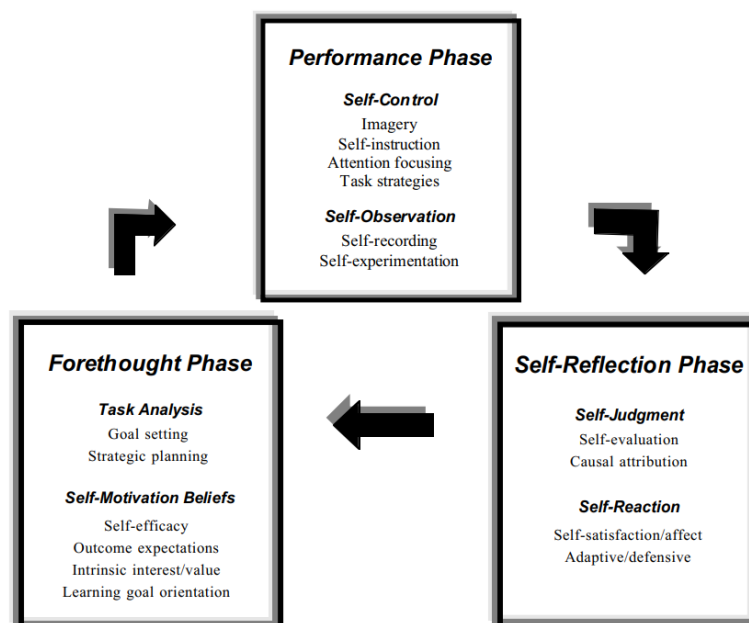 Performance Phase
Self-Control
Imagery
Self-instruction
Attention focusing
Task strategies
Self-Observation
Self-recording
Self-experimentation
Forethought Phase
Task Analysis
Goal setting
Strategic planning
Self-Motivation Beliefs
Self-efficacy
Outcome expectations
Intrinsic interest/value
Learning goal orientation
Self-Reflection Phase
Self-Judgment
Self-evaluation
Causal attribution
Self-Reaction
Self-satisfaction/affect
Adaptive/defensive